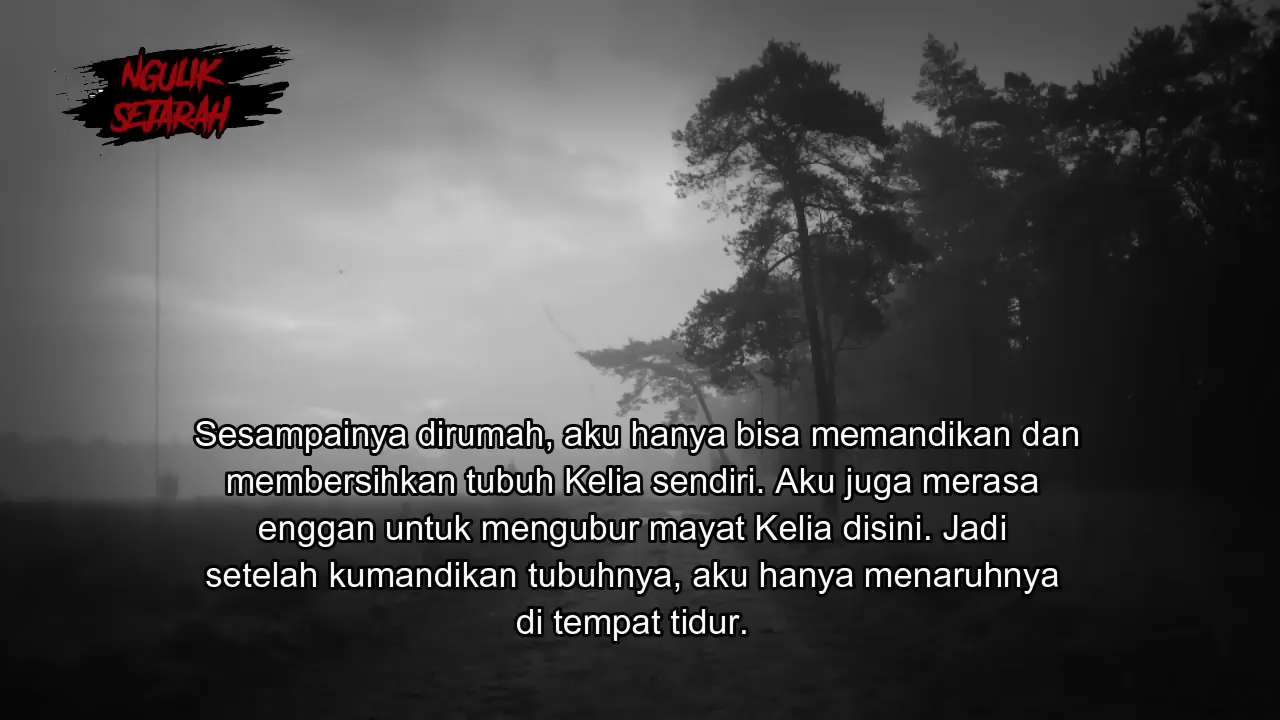 NGULIK
SEJARAH
Sesampainya dirumah, aku hanya bisa memandikan dan
membersihkan tubuh Kelia sendiri. Aku juga merasa
enggan untuk mengubur mayat Kelia disini. Jadi
setelah kumandikan tubuhnya, aku hanya menaruhnya
di tempat tidur.